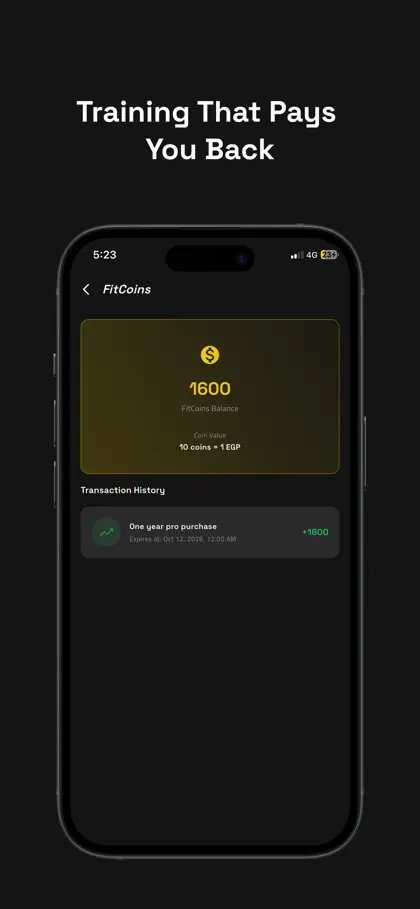 Training That Pays
You Back
5:23
4G
23
FitCoins
1600
FitCoins Balance
Coin Value
10 coins = 1 EGP
Transaction History
One year pro purchase
+1600
Expires at: Oct 12, 2026, 12:00 AM